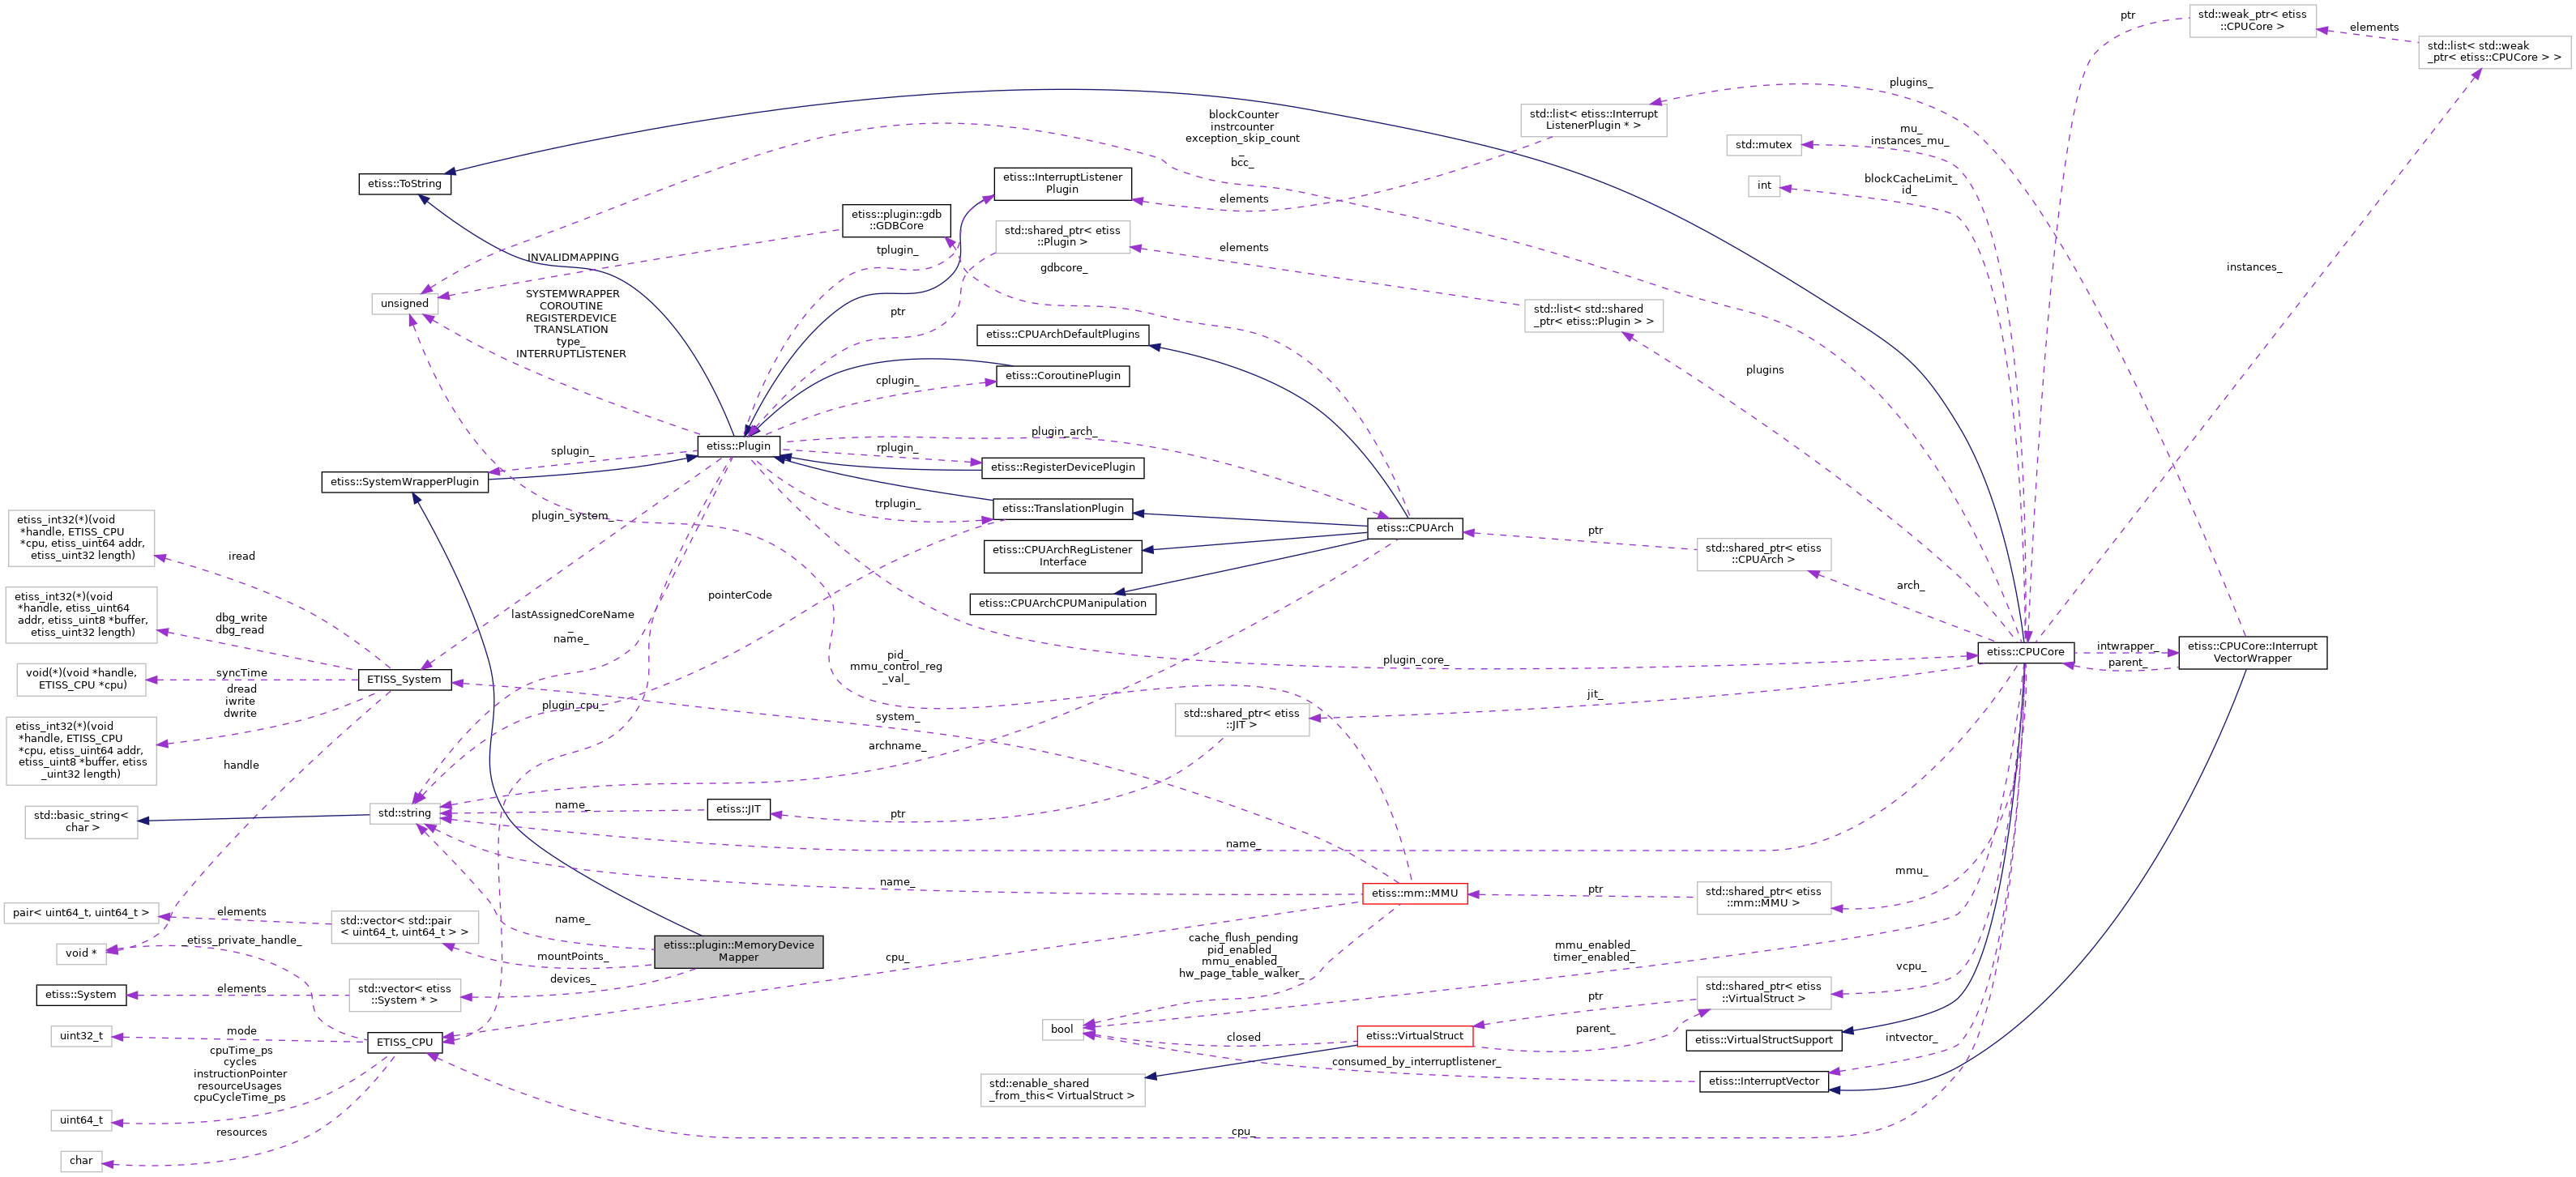 ptr
std::weak_ptr< etiss
::CPUCore >
elements
std::list< std::weak
_ptr< etiss::CPUCore > >
plugins_
blockCounter
instrcounter
exception_skip_count
_
bcc_
std::list< etiss::Interrupt
ListenerPlugin * >
mu_
instances_mu_
std::mutex
etiss::ToString
etiss::InterruptListener
Plugin
elements
int
blockCacheLimit_
id_
etiss::plugin::gdb
::GDBCore
std::shared_ptr< etiss
::Plugin >
elements
INVALIDMAPPING
tplugin_
gdbcore_
instances_
unsigned
SYSTEMWRAPPER
COROUTINE
REGISTERDEVICE
TRANSLATION
type_
INTERRUPTLISTENER
ptr
std::list< std::shared
_ptr< etiss::Plugin > >
etiss::CPUArchDefaultPlugins
cplugin_
etiss::CoroutinePlugin
plugins
etiss::Plugin
plugin_arch_
splugin_
rplugin_
etiss::RegisterDevicePlugin
etiss::SystemWrapperPlugin
trplugin_
etiss::TranslationPlugin
etiss::CPUArch
plugin_system_
etiss_int32(*)(void
*handle, ETISS_CPU
*cpu, etiss_uint64 addr,
etiss_uint32 length)
iread
etiss::CPUArchRegListener
Interface
ptr
std::shared_ptr< etiss
::CPUArch >
arch_
etiss::CPUArchCPUManipulation
pointerCode
etiss_int32(*)(void
*handle, etiss_uint64
addr, etiss_uint8 *buffer,
etiss_uint32 length)
dbg_write
dbg_read
lastAssignedCoreName
_
name_
pid_
mmu_control_reg
_val_
plugin_core_
etiss::CPUCore
intwrapper_
parent_
etiss::CPUCore::Interrupt
VectorWrapper
void(*)(void *handle,
ETISS_CPU *cpu)
syncTime
ETISS_System
dread
iwrite
dwrite
plugin_cpu_
system_
std::shared_ptr< etiss
::JIT >
jit_
etiss_int32(*)(void
*handle, ETISS_CPU
*cpu, etiss_uint64 addr,
etiss_uint8 *buffer, etiss
_uint32 length)
handle
archname_
std::basic_string<
char >
std::string
name_
etiss::JIT
ptr
name_
name_
etiss::mm::MMU
ptr
std::shared_ptr< etiss
::mm::MMU >
mmu_
pair< uint64_t, uint64_t >
elements
std::vector< std::pair
< uint64_t, uint64_t > >
name_
void *
_etiss_private_handle_
mountPoints_
etiss::plugin::MemoryDevice
Mapper
cpu_
cache_flush_pending
pid_enabled_
mmu_enabled_
hw_page_table_walker_
mmu_enabled_
timer_enabled_
vcpu_
devices_
etiss::System
elements
std::vector< etiss
::System * >
ptr
std::shared_ptr< etiss
::VirtualStruct >
uint32_t
mode
ETISS_CPU
bool
closed
etiss::VirtualStruct
parent_
etiss::VirtualStructSupport
intvector_
cpuTime_ps
cycles
instructionPointer
resourceUsages
cpuCycleTime_ps
consumed_by_interruptlistener_
std::enable_shared
_from_this< VirtualStruct >
etiss::InterruptVector
uint64_t
resources
cpu_
char